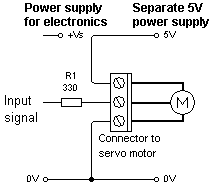 Power supply
for electronics
Separate 5V
power supply
+Vs
5V
R1
330
Input
signal
M
Connector to
servo motor
0V
0V